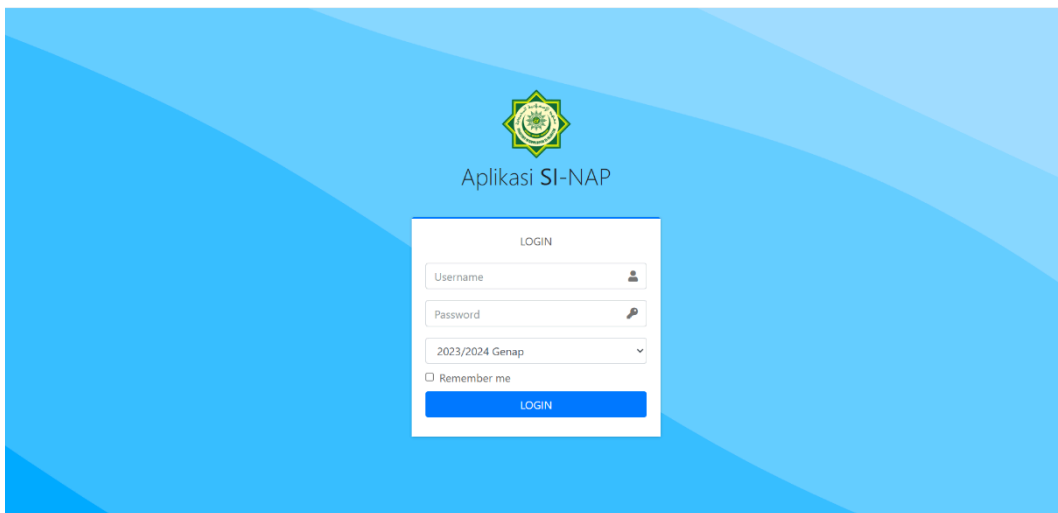 Aplikasi SI-NAP
LOGIN
Username
Password
2023/2024 Genap
Remember me
LOGIN